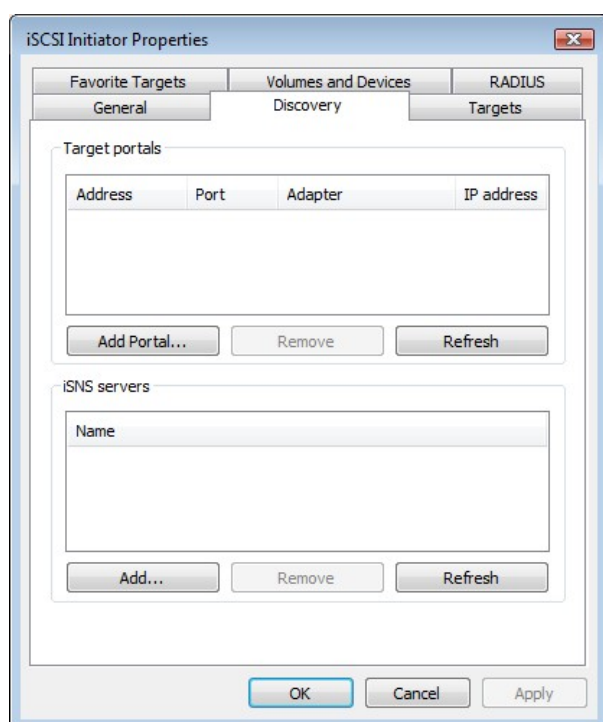 iSCSI Initiator Properties
Favorite Targets Volumes and Devices RADIUS
General Discovery Targets
Target portals
Address Port Adapter IP address
Add Portal... Remove Refresh
iSNS servers
Name
Add... Remove Refresh
OK Cancel Apply